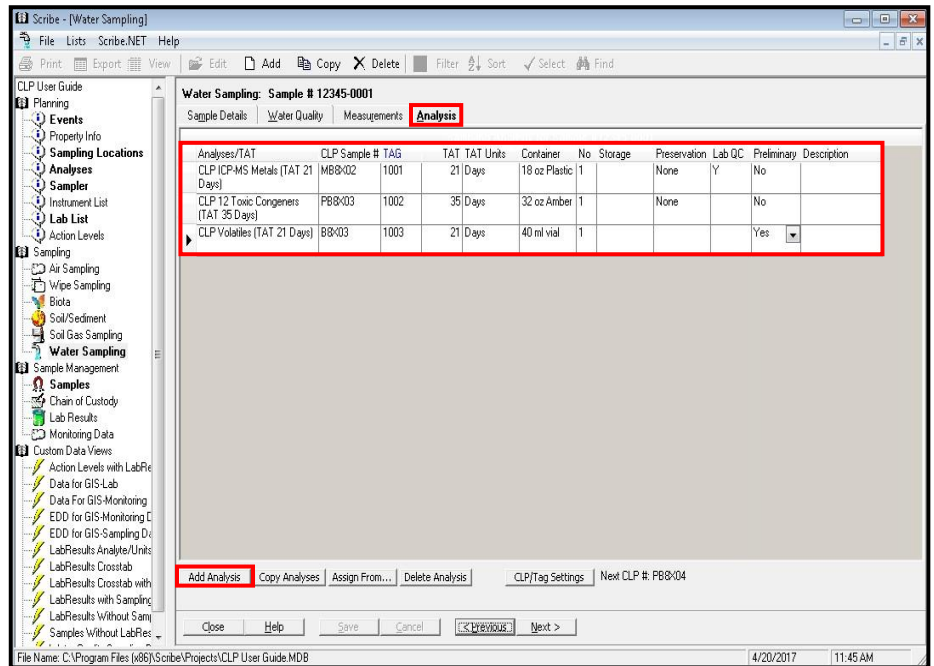 Scribe - [Water Sampling]
File Lists Scribe.NET Help
Print Export View Edit Add Copy Delete Filter Sort Select Find
CLP User Guide
Planning
Events
Property Info
Sampling Locations
Analyses
Sampler
Instrument List
Lab List
Action Levels
Sampling
Air Sampling
Wipe Sampling
Biota
Soil/Sediment
Soil Gas Sampling
Water Sampling
Sample Management
Samples
Chain of Custody
Lab Results
Monitoring Data
Custom Data Views
Action Levels with LabRe
Data for GIS-Lab
Data For GIS-Monitoring
EDD for GIS-Monitoring D
EDD for GIS-Sampling Da
LabResults Analyte/Units
LabResults Crosstab
LabResults Crosstab with
LabResults with Sampling
LabResults Without Samp
Samples Without LabRes
Water Sampling: Sample # 12345-0001
Sample Details Water Quality Measurements Analysis
Analyses/TAT CLP Sample # TAG TAT TAT Units Container No Storage Preservation Lab QC Preliminary Description
CLP ICP-MS Metals (TAT 21 Days) MB8X02 1001 21 Days 18 oz Plastic 1 None Y No
CLP 12 Toxic Congeners (TAT 35 Days) PB8X03 1002 35 Days 32 oz Amber 1 None No
CLP Volatiles (TAT 21 Days) B8X03 1003 21 Days 40 ml vial 1 Yes
Add Analysis Copy Analyses Assign From... Delete Analysis CLP/Tag Settings Next CLP #: PB8X04
Close Help Save Cancel < Previous Next >
File Name: C:\Program Files (x86)\Scribe\Projects\CLP User Guide.MDB 4/20/2017 11:45 AM